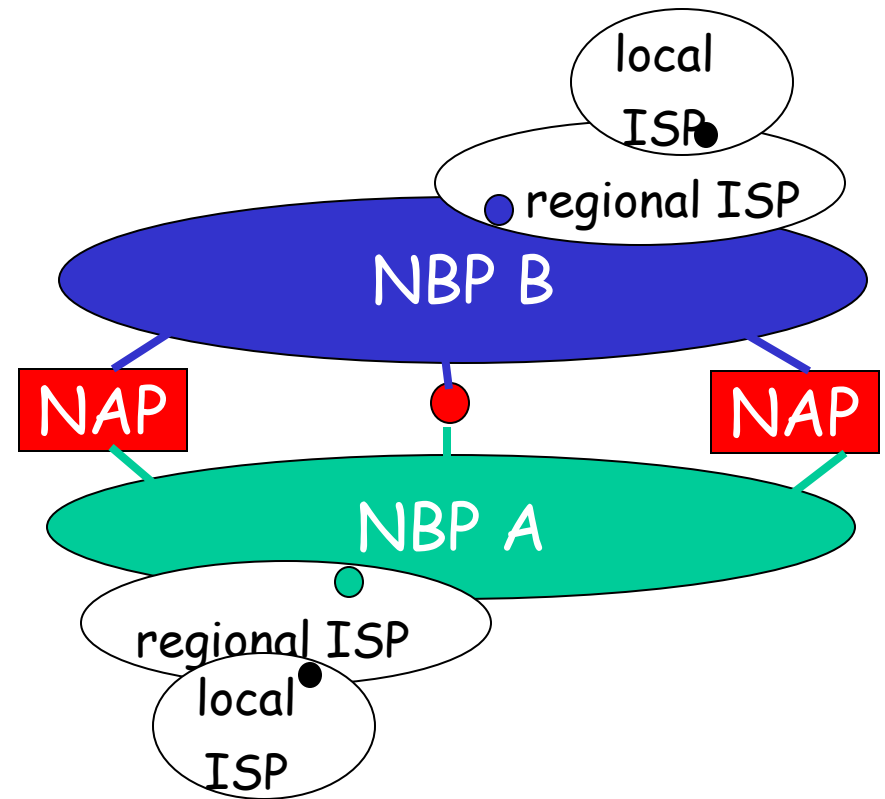 local
ISP
regional ISP
NBP B
NAP
NAP
NBP A
regional ISP
local
ISP